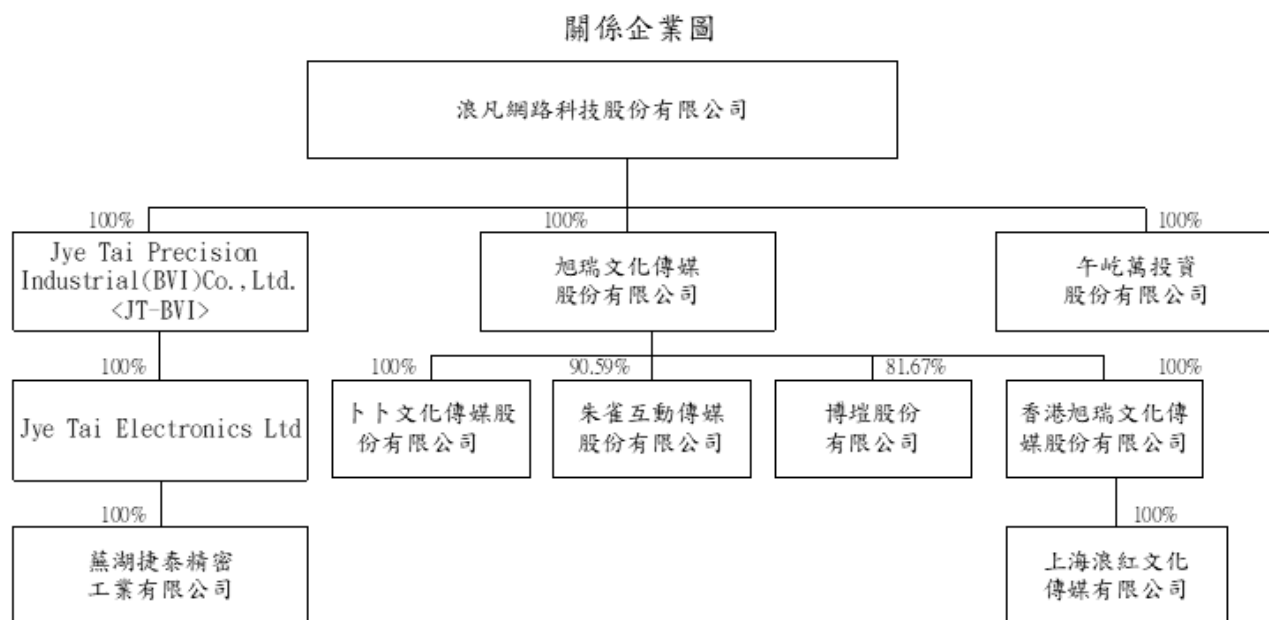 關係企業圖
浪凡網路科技股份有限公司
100%
100%
100%
Jye Tai Precision
Industrial(BVI)Co.,Ltd.
<JT-BVI>
旭瑞文化傳媒
股份有限公司
午屹萬投資
股份有限公司
100%
100%
90.59%
81.67%
100%
Jye Tai Electronics Ltd
卜卜文化傳媒股
份有限公司
朱雀互動傳媒
股份有限公司
博塏股份
有限公司
香港旭瑞文化傳
媒股份有限公司
100%
100%
蕪湖捷泰精密
工業有限公司
上海浪紅文化
傳媒有限公司